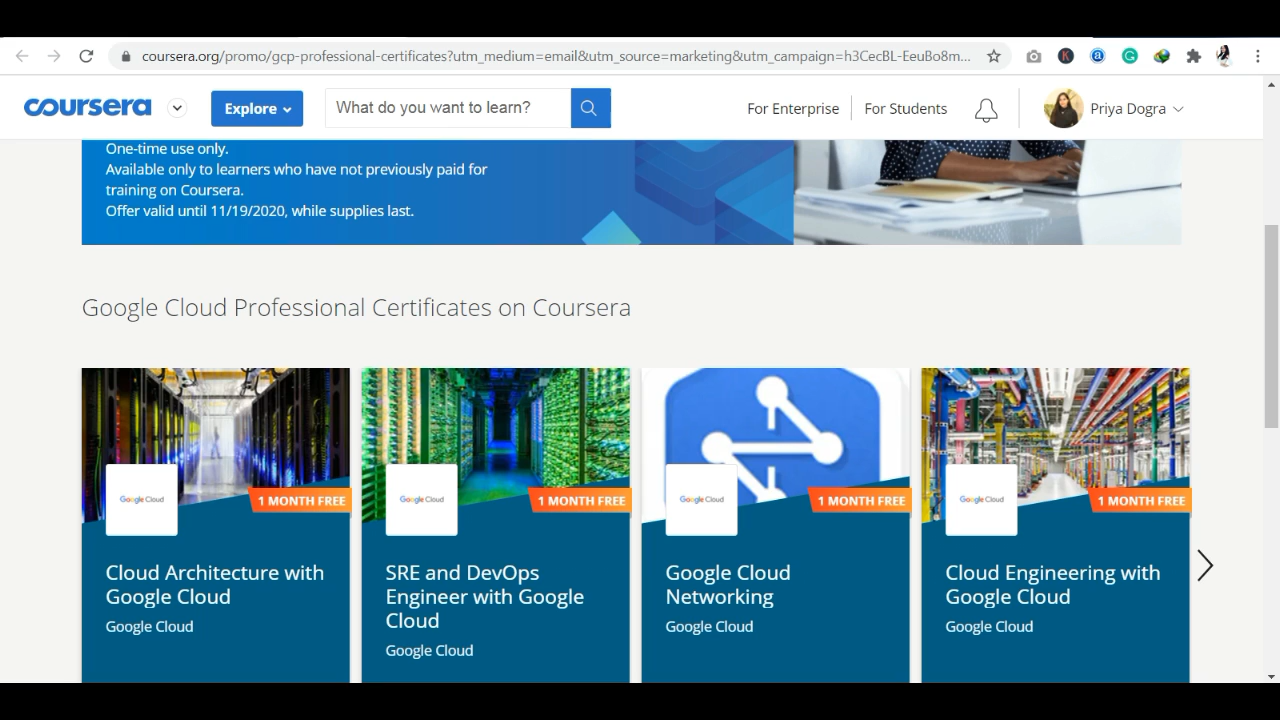 coursera.org/promo/gcp-professional-certificates?utm_medium=email&utm_source=marketing&utm_campaign=h3CecBL-EeuBo8m...
coursera
Explore
What do you want to learn?
For Enterprise
For Students
Priya Dogra
One-time use only.
Available only to learners who have not previously paid for
training on Coursera.
Offer valid until 11/19/2020, while supplies last.
Google Cloud Professional Certificates on Coursera
Google Cloud
1 MONTH FREE
Cloud Architecture with
Google Cloud
Google Cloud
Google Cloud
1 MONTH FREE
SRE and DevOps
Engineer with Google
Cloud
Google Cloud
Google Cloud
1 MONTH FREE
Google Cloud
Networking
Google Cloud
Google Cloud
1 MONTH FREE
Cloud Engineering with
Google Cloud
Google Cloud